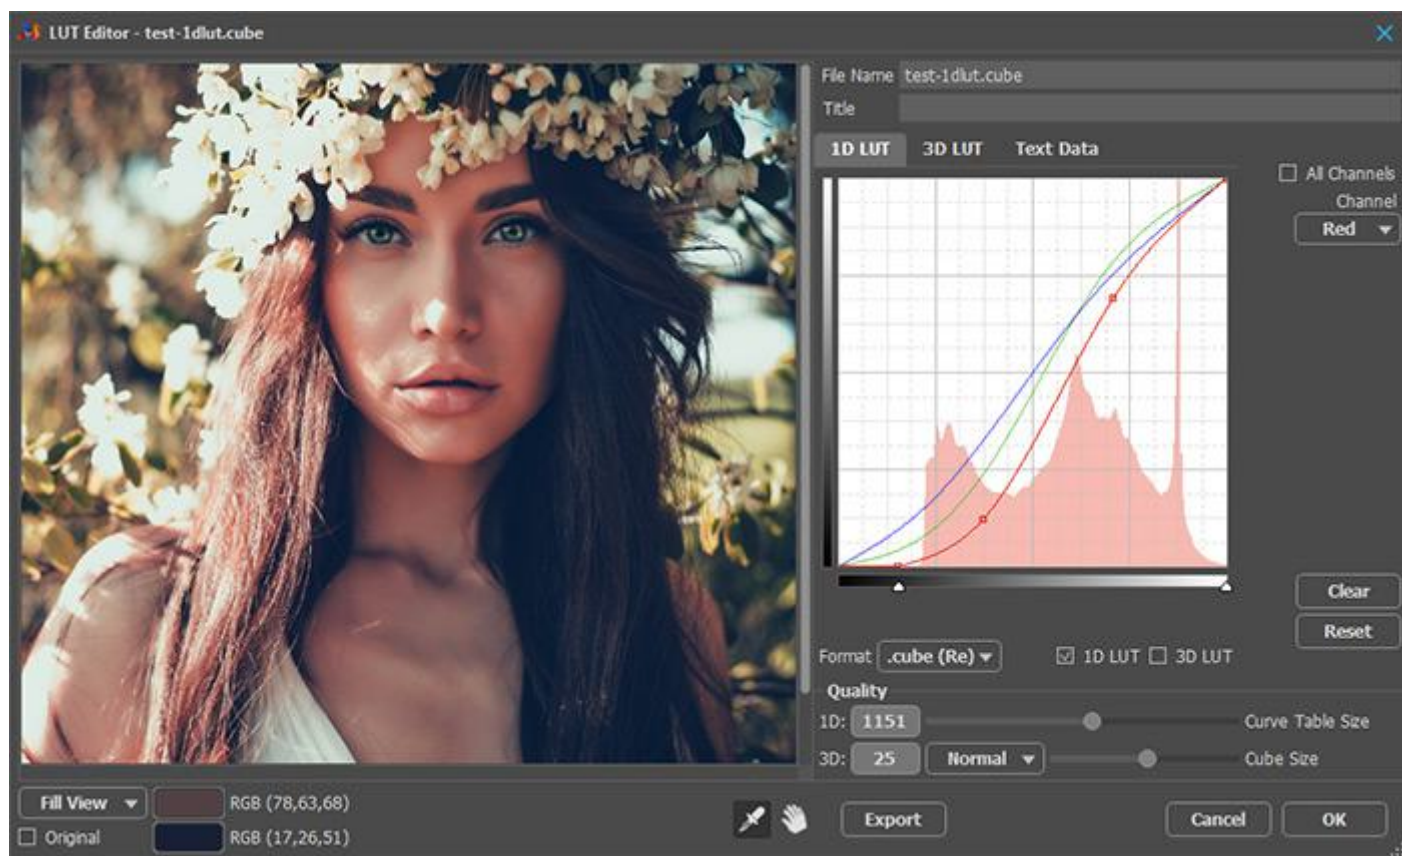 LUT Editor - test-1dlut.cube
File Name test-1dlut.cube
Title
1D LUT 3D LUT Text Data
All Channels
Channel
Red
Clear
Reset
Format .cube (Re) 1D LUT 3D LUT
Quality
1D: 1151 Curve Table Size
3D: 25 Normal Cube Size
Fill View RGB (78,63,68)
Original RGB (17,26,51)
Export Cancel OK